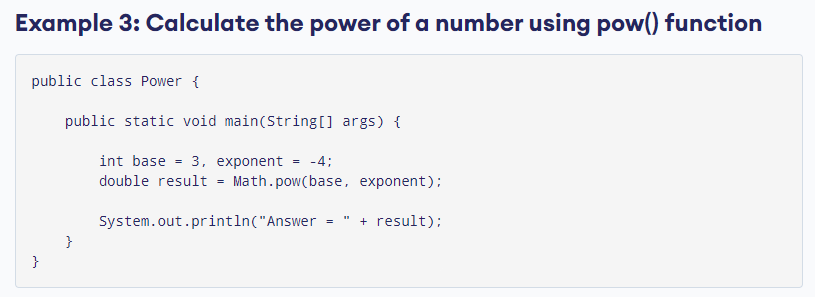 Example 3: Calculate the power of a number using pow() function
public class Power {
public static void main(String[] args) {
int base = 3, exponent = -4;
double result = Math.pow(base, exponent);
System.out.println("Answer = " + result);
}
}